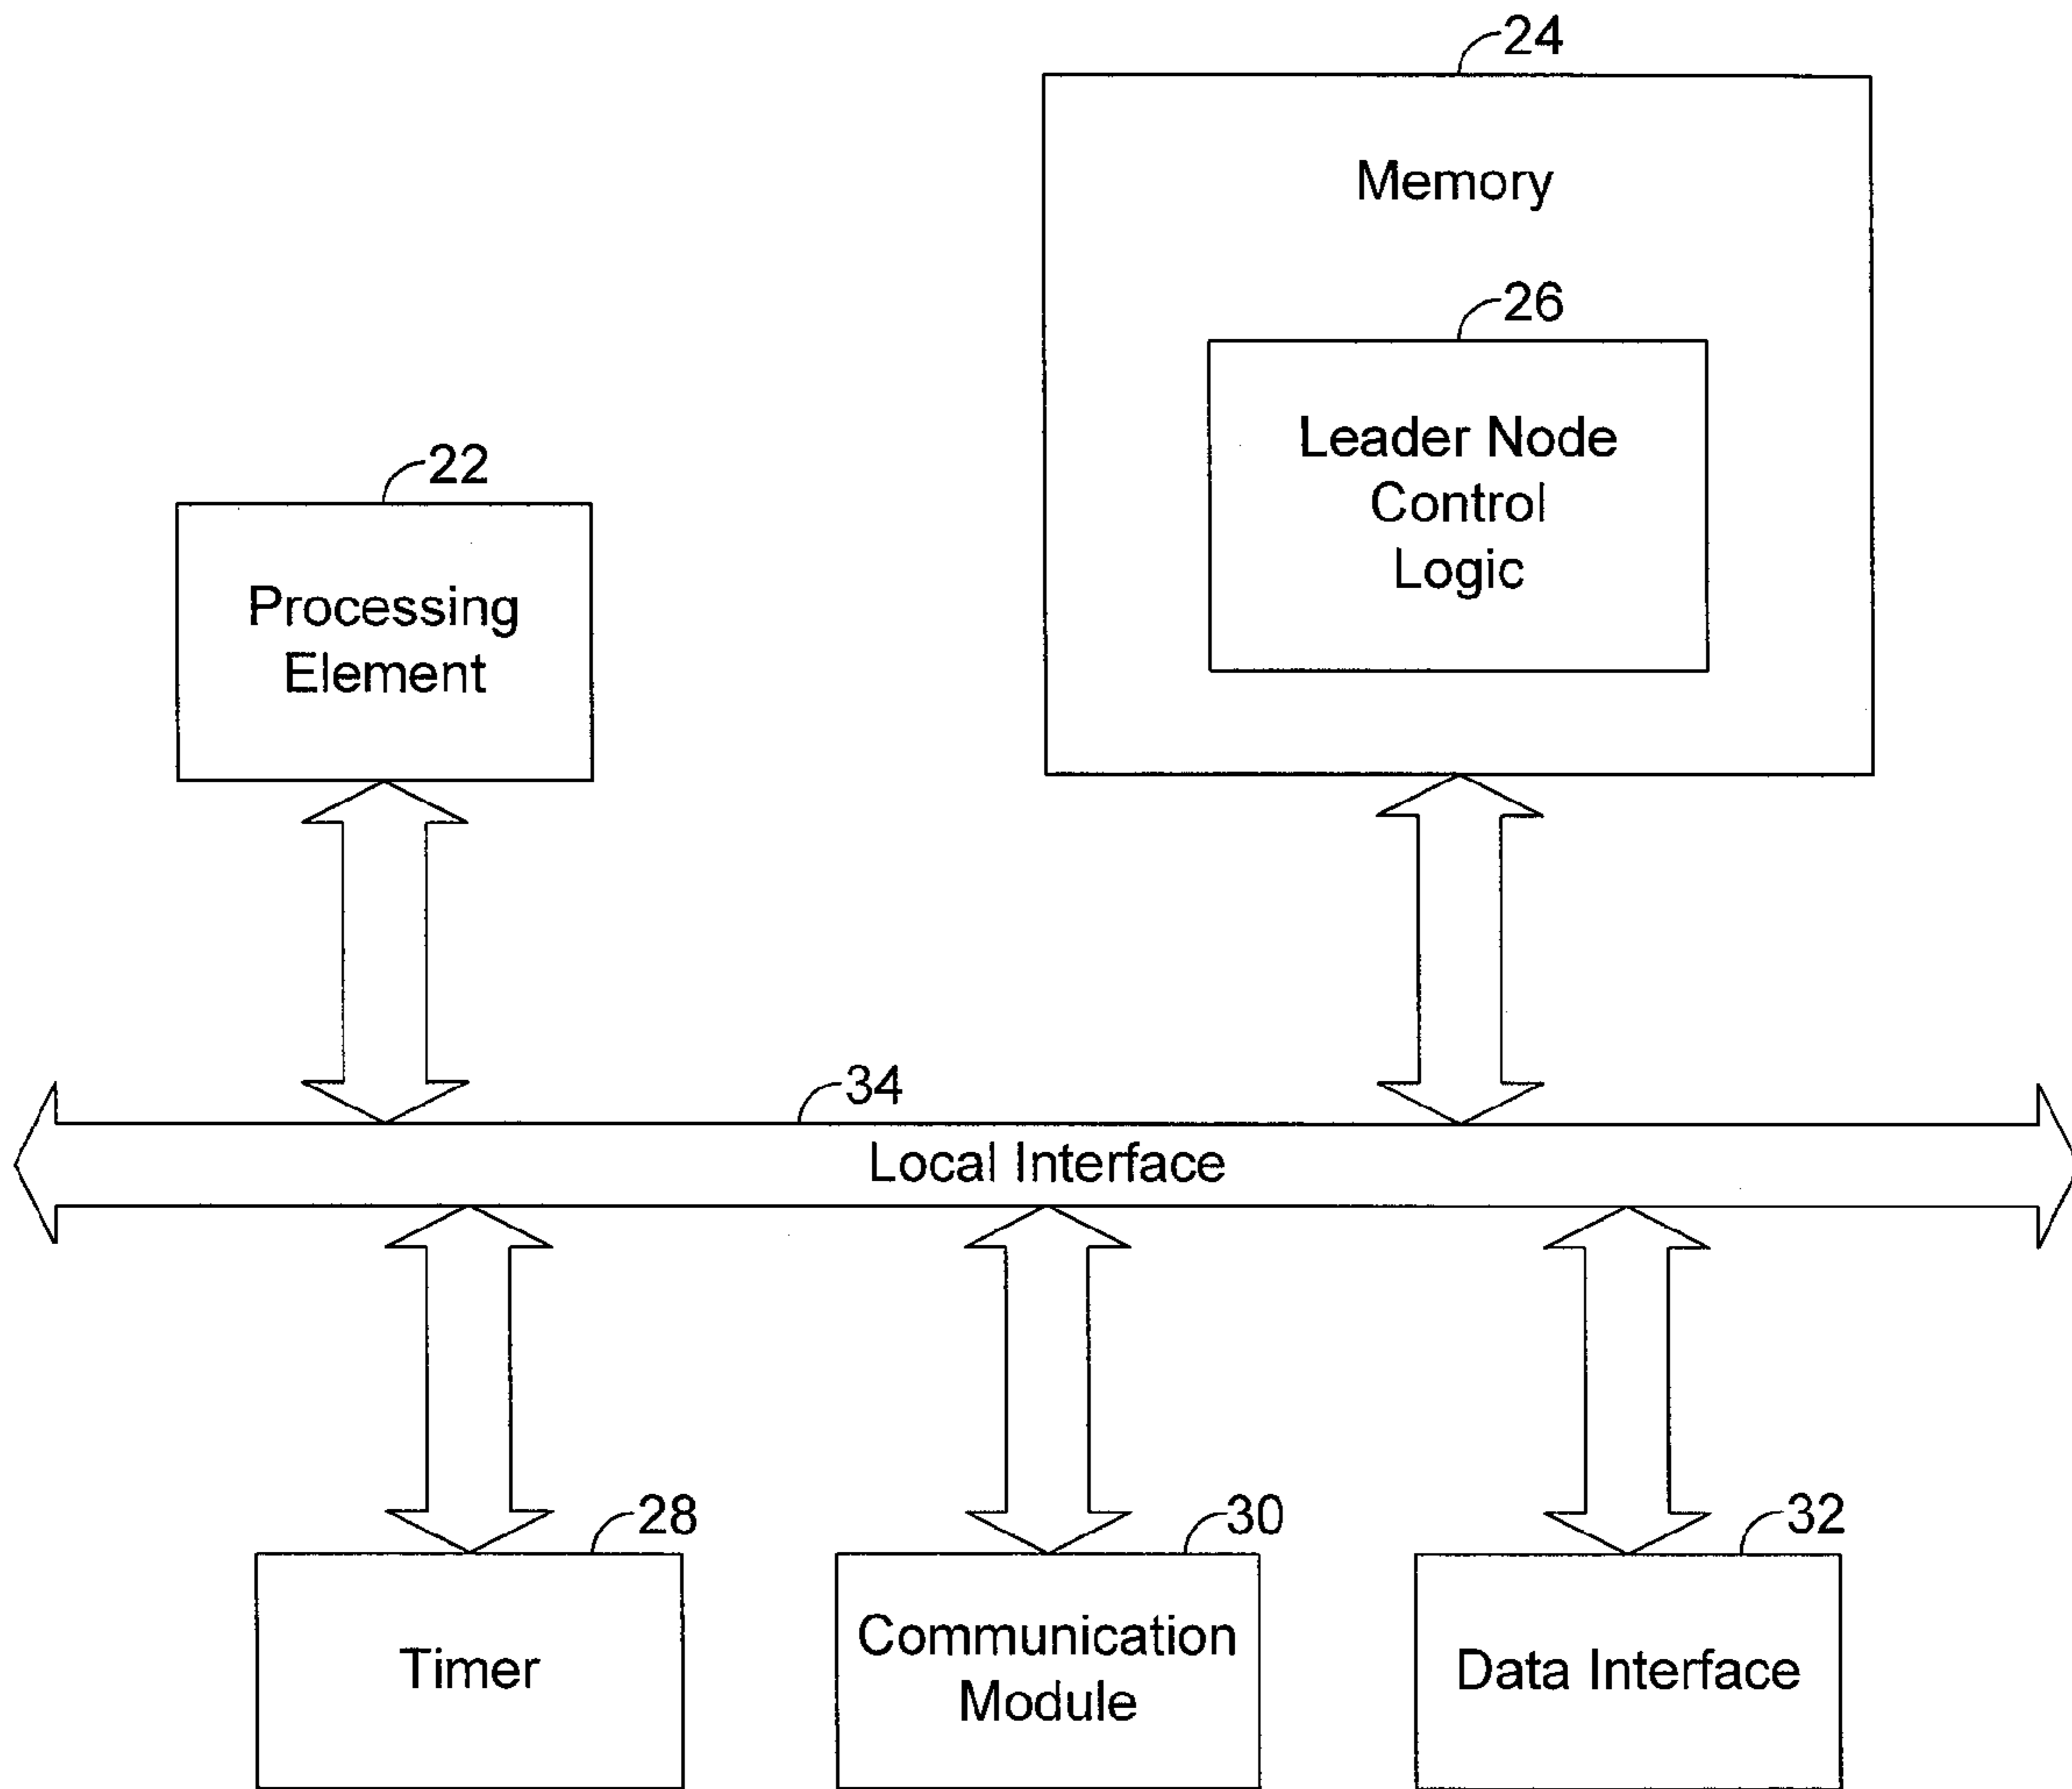 24
Memory
26
Leader Node
Control
Logic
22
Processing
Element
34
Local Interface
28
Timer
30
Communication
Module
32
Data Interface